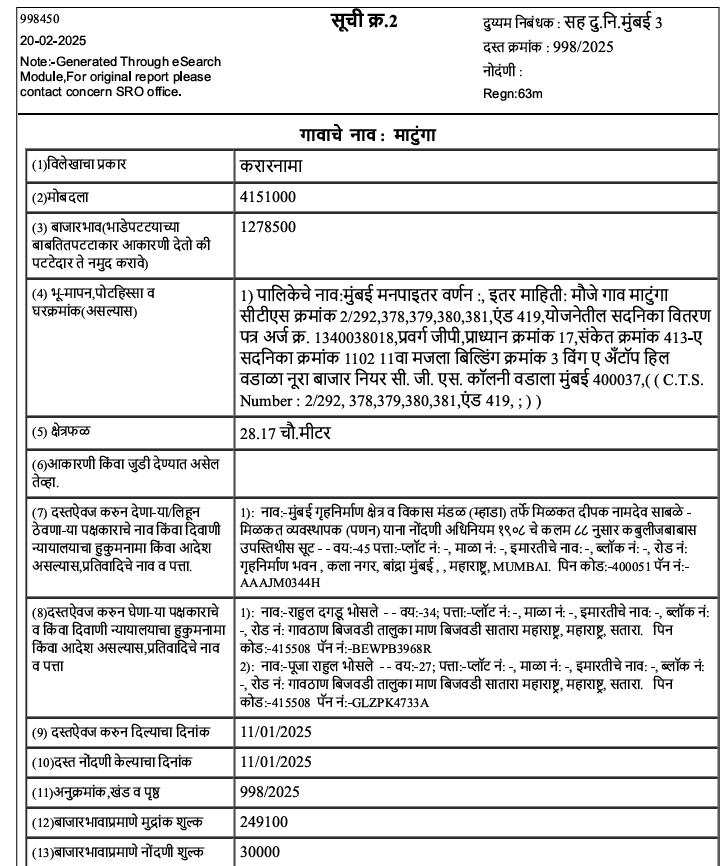 998450
20-02-2025
Note:-Generated Through eSearch
Module,For original report please
contact concern SRO office.
सूची क्र.2
दुय्यम निबंधक : सह दु.नि.मुंबई 3
दस्त क्रमांक : 998/2025
नोदंणी :
Regn:63m
गावाचे नाव : माटुंगा
(1)विलेखाचा प्रकार
करारनामा
(2)मोबदला
4151000
(3) बाजारभाव(भाडेपटटयाच्या
बाबतितपटटाकार आकारणी देतो की
पटटेदार ते नमुद करावे)
1278500
(4) भू-मापन,पोटहिस्सा व
घरक्रमांक(असल्यास)
1) पालिकेचे नाव:मुंबई मनपाइतर वर्णन :, इतर माहिती: मौजे गाव माटुंगा
सीटीएस क्रमांक 2/292,378,379,380,381,एंड 419,योजनेतील सदनिका वितरण
पत्र अर्ज क्र. 1340038018,प्रवर्ग जीपी,प्राध्यान क्रमांक 17,संकेत क्रमांक 413-ए
सदनिका क्रमांक 1102 11वा मजला बिल्डिंग क्रमांक 3 विंग ए अँटॉप हिल
वडाळा नूरा बाजार नियर सी. जी. एस. कॉलनी वडाला मुंबई 400037,( ( C.T.S.
Number : 2/292, 378,379,380,381,एंड 419, ; ) )
(5) क्षेत्रफळ
28.17 चौ.मीटर
(6)आकारणी किंवा जुडी देण्यात असेल
तेव्हा.
(7) दस्तऐवज करुन देणा-या/लिहून
ठेवणा-या पक्षकाराचे नाव किंवा दिवाणी
न्यायालयाचा हुकुमनामा किंवा आदेश
असल्यास,प्रतिवादिचे नाव व पत्ता.
1): नाव:-मुंबई गृहनिर्माण क्षेत्र व विकास मंडळ (म्हाडा) तर्फे मिळकत दीपक नामदेव साबळे -
मिळकत व्यवस्थापक (पणन) याना नोंदणी अधिनियम १९०८ चे कलम ८८ नुसार कबुलीजबाबास
उपस्तिथीस सूट - - वय:-45 पत्ता:-प्लॉट नं: -, माळा नं: -, इमारतीचे नाव: -, ब्लॉक नं: -, रोड नं:
गृहनिर्माण भवन , कला नगर, बांद्रा मुंबई , , महाराष्ट्र, MUMBAI. पिन कोड:-400051 पॅन नं:-
AAAJM0344H
(8)दस्तऐवज करुन घेणा-या पक्षकाराचे
व किंवा दिवाणी न्यायालयाचा हुकुमनामा
किंवा आदेश असल्यास,प्रतिवादिचे नाव
व पत्ता
1): नाव:-राहुल दगडू भोसले - - वय:-34; पत्ता:-प्लॉट नं: -, माळा नं: -, इमारतीचे नाव: -, ब्लॉक नं:
-, रोड नं: गावठाण बिजवडी तालुका माण बिजवडी सातारा महाराष्ट्र, महाराष्ट्र, सतारा. पिन
कोड:-415508 पॅन नं:-BEWPB3968R
2): नाव:-पूजा राहुल भोसले - - वय:-27; पत्ता:-प्लॉट नं: -, माळा नं: -, इमारतीचे नाव: -, ब्लॉक नं:
-, रोड नं: गावठाण बिजवडी तालुका माण बिजवडी सातारा महाराष्ट्र, महाराष्ट्र, सतारा. पिन
कोड:-415508 पॅन नं:-GLZPK4733A
(9) दस्तऐवज करुन दिल्याचा दिनांक
11/01/2025
(10)दस्त नोंदणी केल्याचा दिनांक
11/01/2025
(11)अनुक्रमांक,खंड व पृष्ठ
998/2025
(12)बाजारभावाप्रमाणे मुद्रांक शुल्क
249100
(13)बाजारभावाप्रमाणे नोंदणी शुल्क
30000